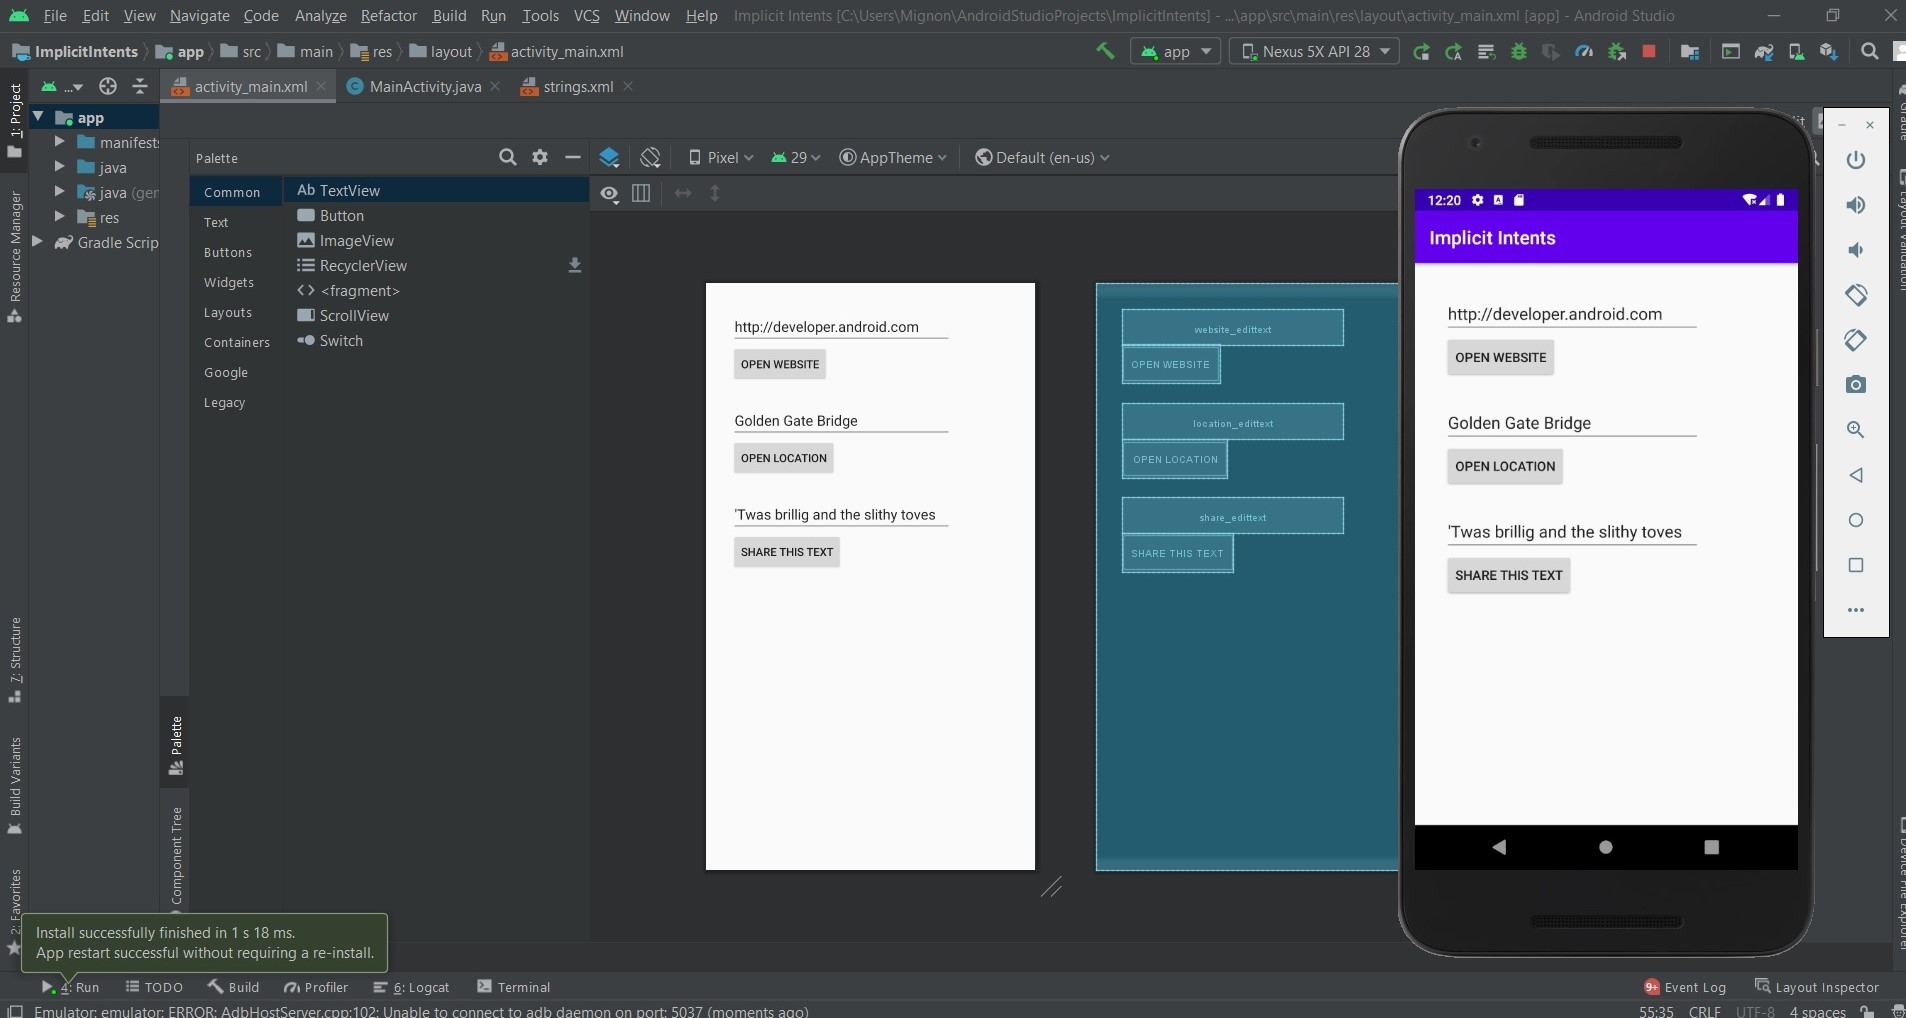 File Edit View Navigate Code Analyze Refactor Build Run Tools VCS Window Help Implicit Intents [C:\Users\Mignon\AndroidStudioProjects\ImplicitIntents] - ...\app\src\main\res\layout\activity_main.xml [app] - Android Studio
ImplicitIntents app src main res layout activity_main.xml app Nexus 5X API 28
... activity_main.xml MainActivity.java strings.xml
1: Project
Resource Manager
7: Structure
Build Variants
2: Favorites
app
manifests
java
java (gen
res
Gradle Scrip
Palette
Common
Text
Buttons
Widgets
Layouts
Containers
Google
Legacy
Ab TextView
Button
ImageView
RecyclerView
<fragment>
ScrollView
Switch
Palette
Component Tree
Pixel 29 AppTheme Default (en-us)
http://developer.android.com
OPEN WEBSITE
Golden Gate Bridge
OPEN LOCATION
'Twas brillig and the slithy toves
SHARE THIS TEXT
website_edittext
OPEN WEBSITE
location_edittext
OPEN LOCATION
share_edittext
SHARE THIS TEXT
12:20
Implicit Intents
http://developer.android.com
OPEN WEBSITE
Golden Gate Bridge
OPEN LOCATION
'Twas brillig and the slithy toves
SHARE THIS TEXT
Gradle
Layout Validation
Device File Explorer
Install successfully finished in 1 s 18 ms.
App restart successful without requiring a re-install.
4: Run TODO Build Profiler 6: Logcat Terminal 9+ Event Log Layout Inspector
Emulator: emulator: ERROR: AdbHostServer.cpp:102: Unable to connect to adb daemon on port: 5037 (moments ago) 55:35 CRLF UTF-8 4 spaces